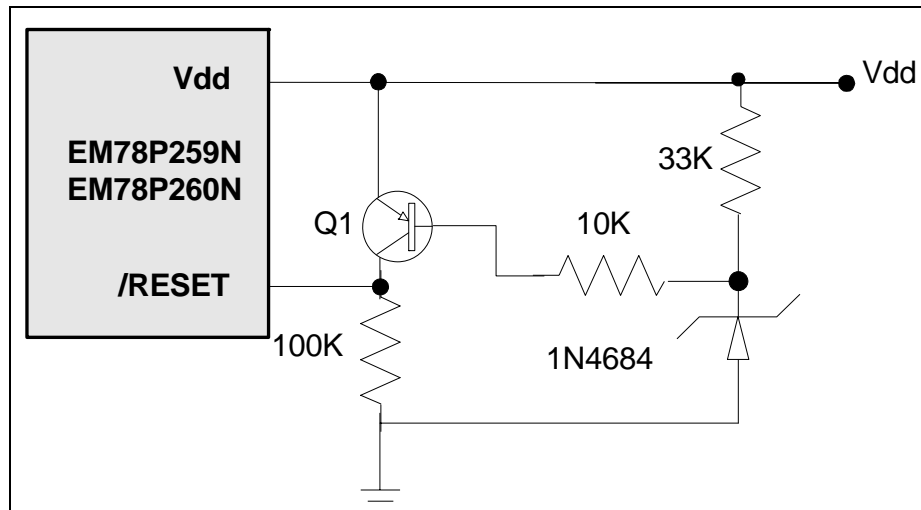 Vdd
Vdd
EM78P259N
EM78P260N
33K
Q1
10K
/RESET
100K
1N4684